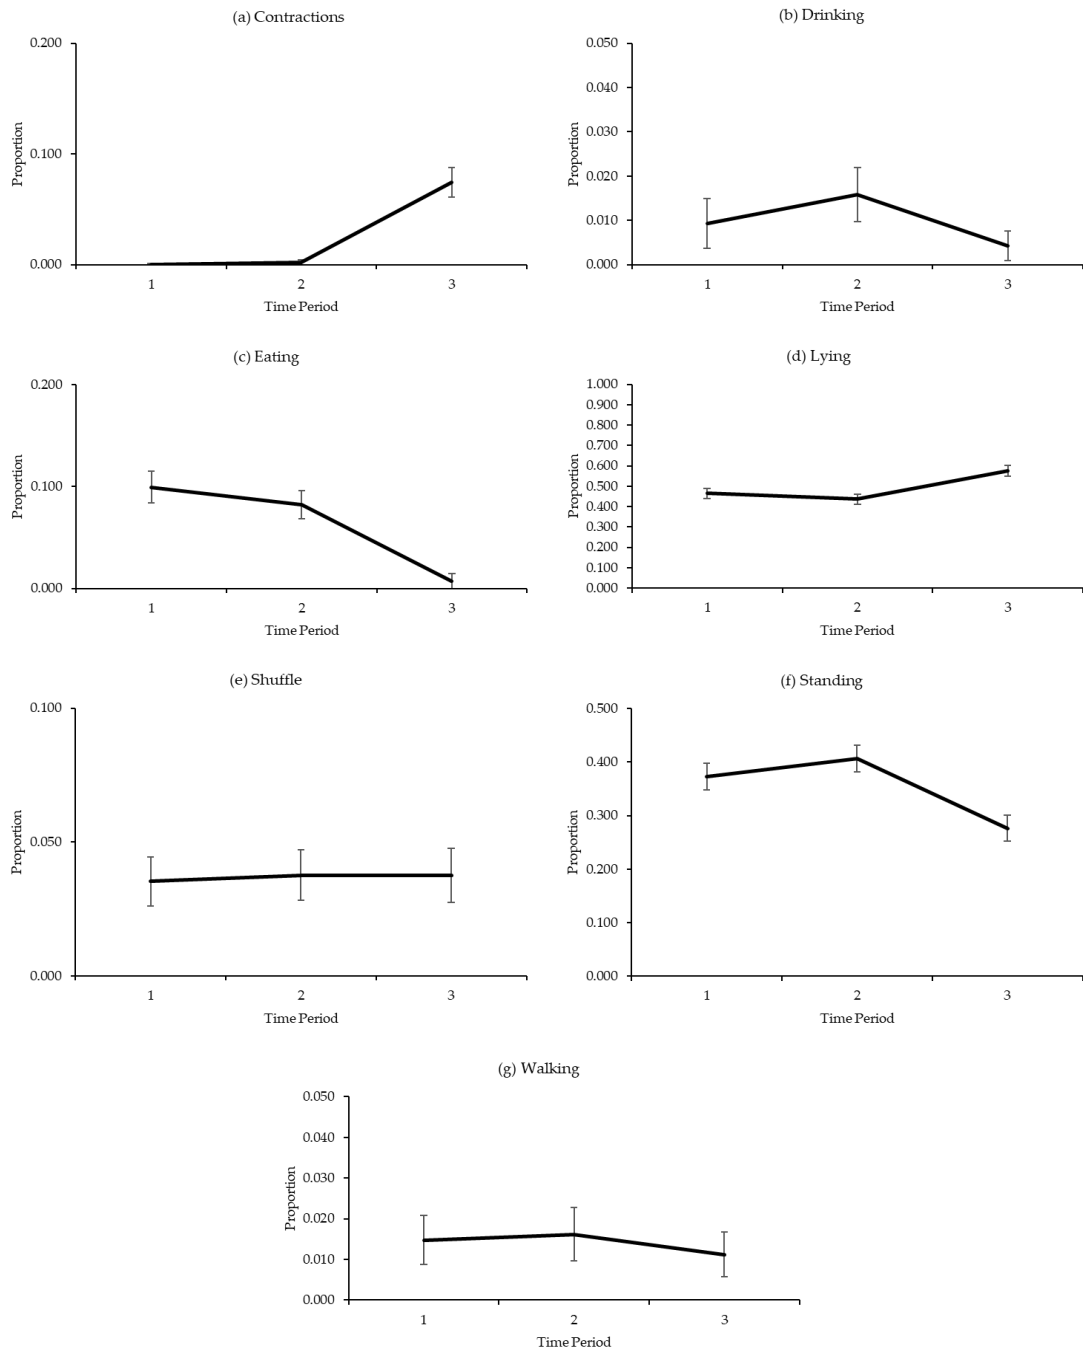 (a) Contractions
0.200
0.100
0.000
Proportion
1 2 3
Time Period
(b) Drinking
0.050
0.040
0.030
0.020
0.010
0.000
Proportion
1 2 3
Time Period
(c) Eating
0.200
0.100
0.000
Proportion
1 2 3
Time Period
(d) Lying
1.000
0.900
0.800
0.700
0.600
0.500
0.400
0.300
0.200
0.100
0.000
Proportion
1 2 3
Time Period
(e) Shuffle
0.100
0.050
0.000
Proportion
1 2 3
Time Period
(f) Standing
0.500
0.400
0.300
0.200
0.100
0.000
Proportion
1 2 3
Time Period
(g) Walking
0.050
0.040
0.030
0.020
0.010
0.000
Proportion
1 2 3
Time Period